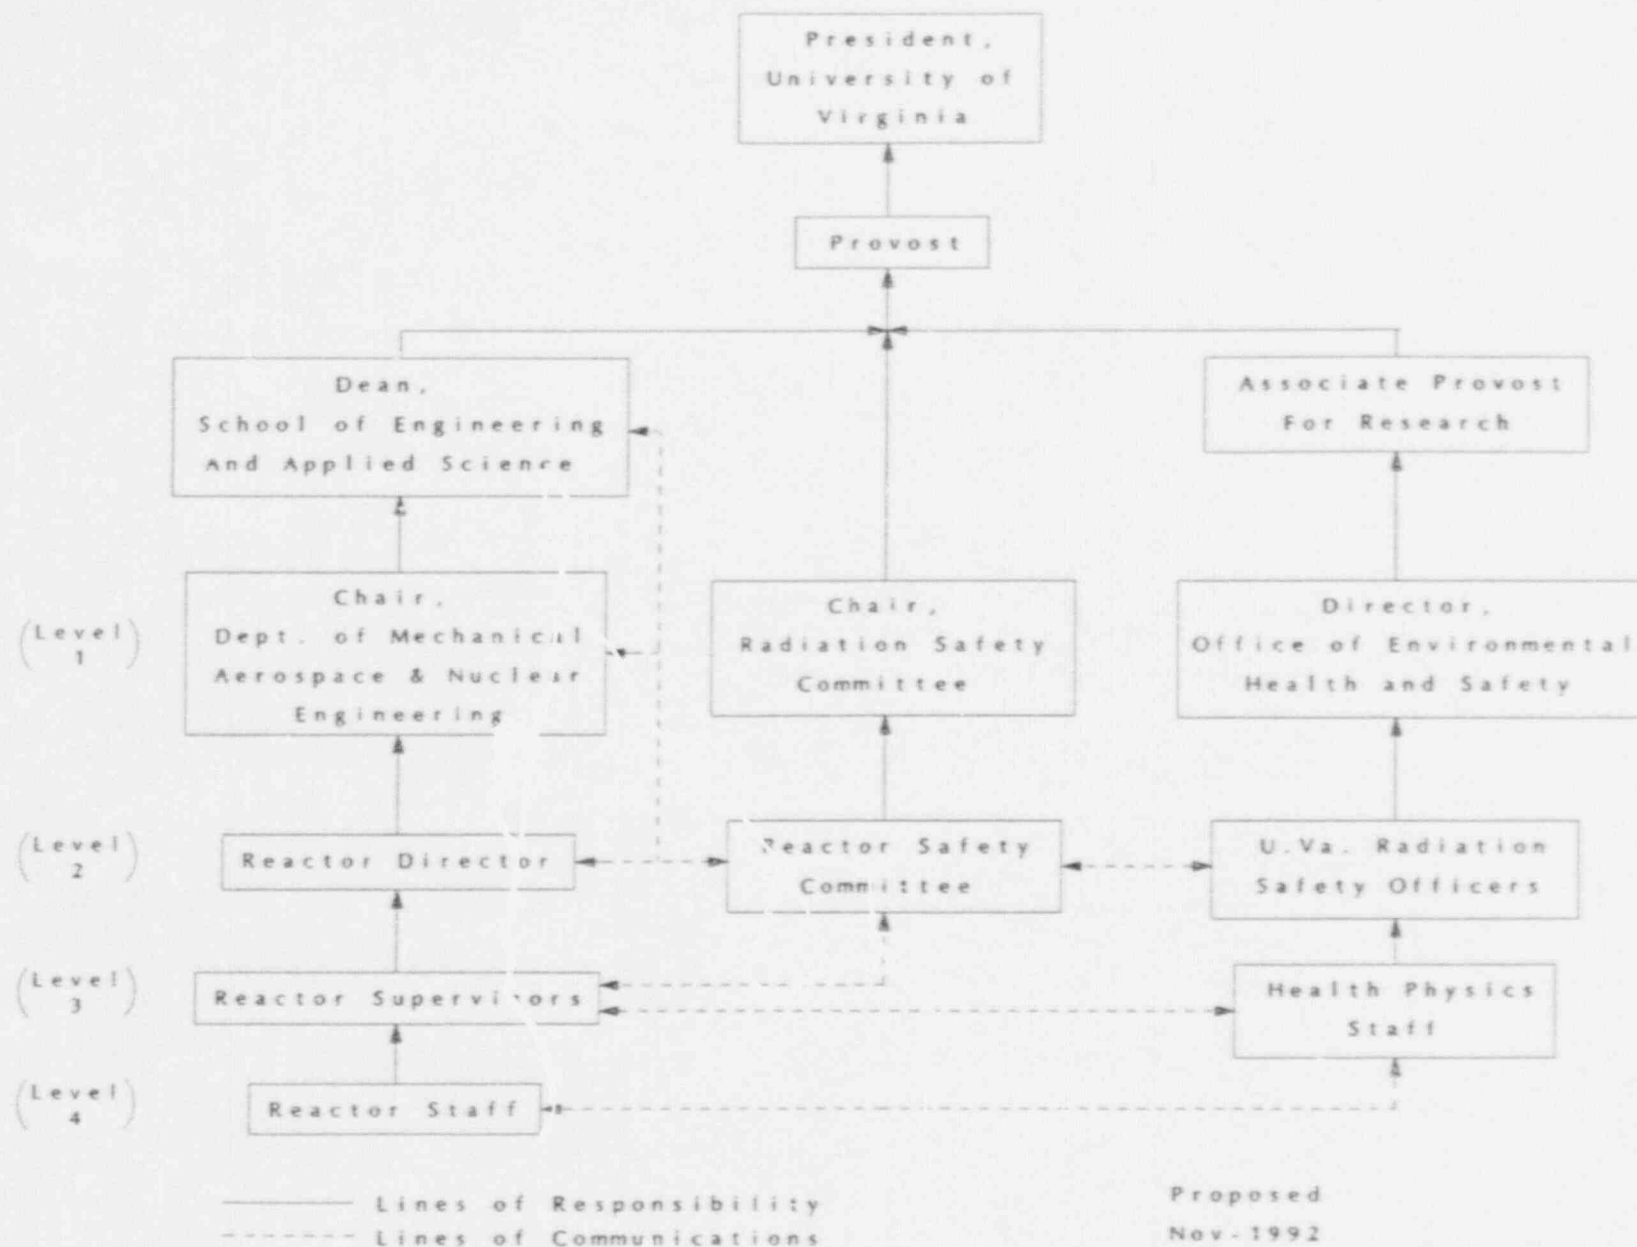 President,
University of
Virginia
Provost
Dean,
School of Engineering
And Applied Science
Associate Provost
For Research
(Level
1)
Chair,
Dept. of Mechanical
Aerospace & Nuclear
Engineering
Chair,
Radiation Safety
Committee
Director,
Office of Environmental
Health and Safety
(Level
2)
Reactor Director
Reactor Safety
Committee
U.Va. Radiation
Safety Officers
(Level
3)
Reactor Supervisors
Health Physics
Staff
(Level
4)
Reactor Staff
Lines of Responsibility
Lines of Communications
Proposed
Nov-1992